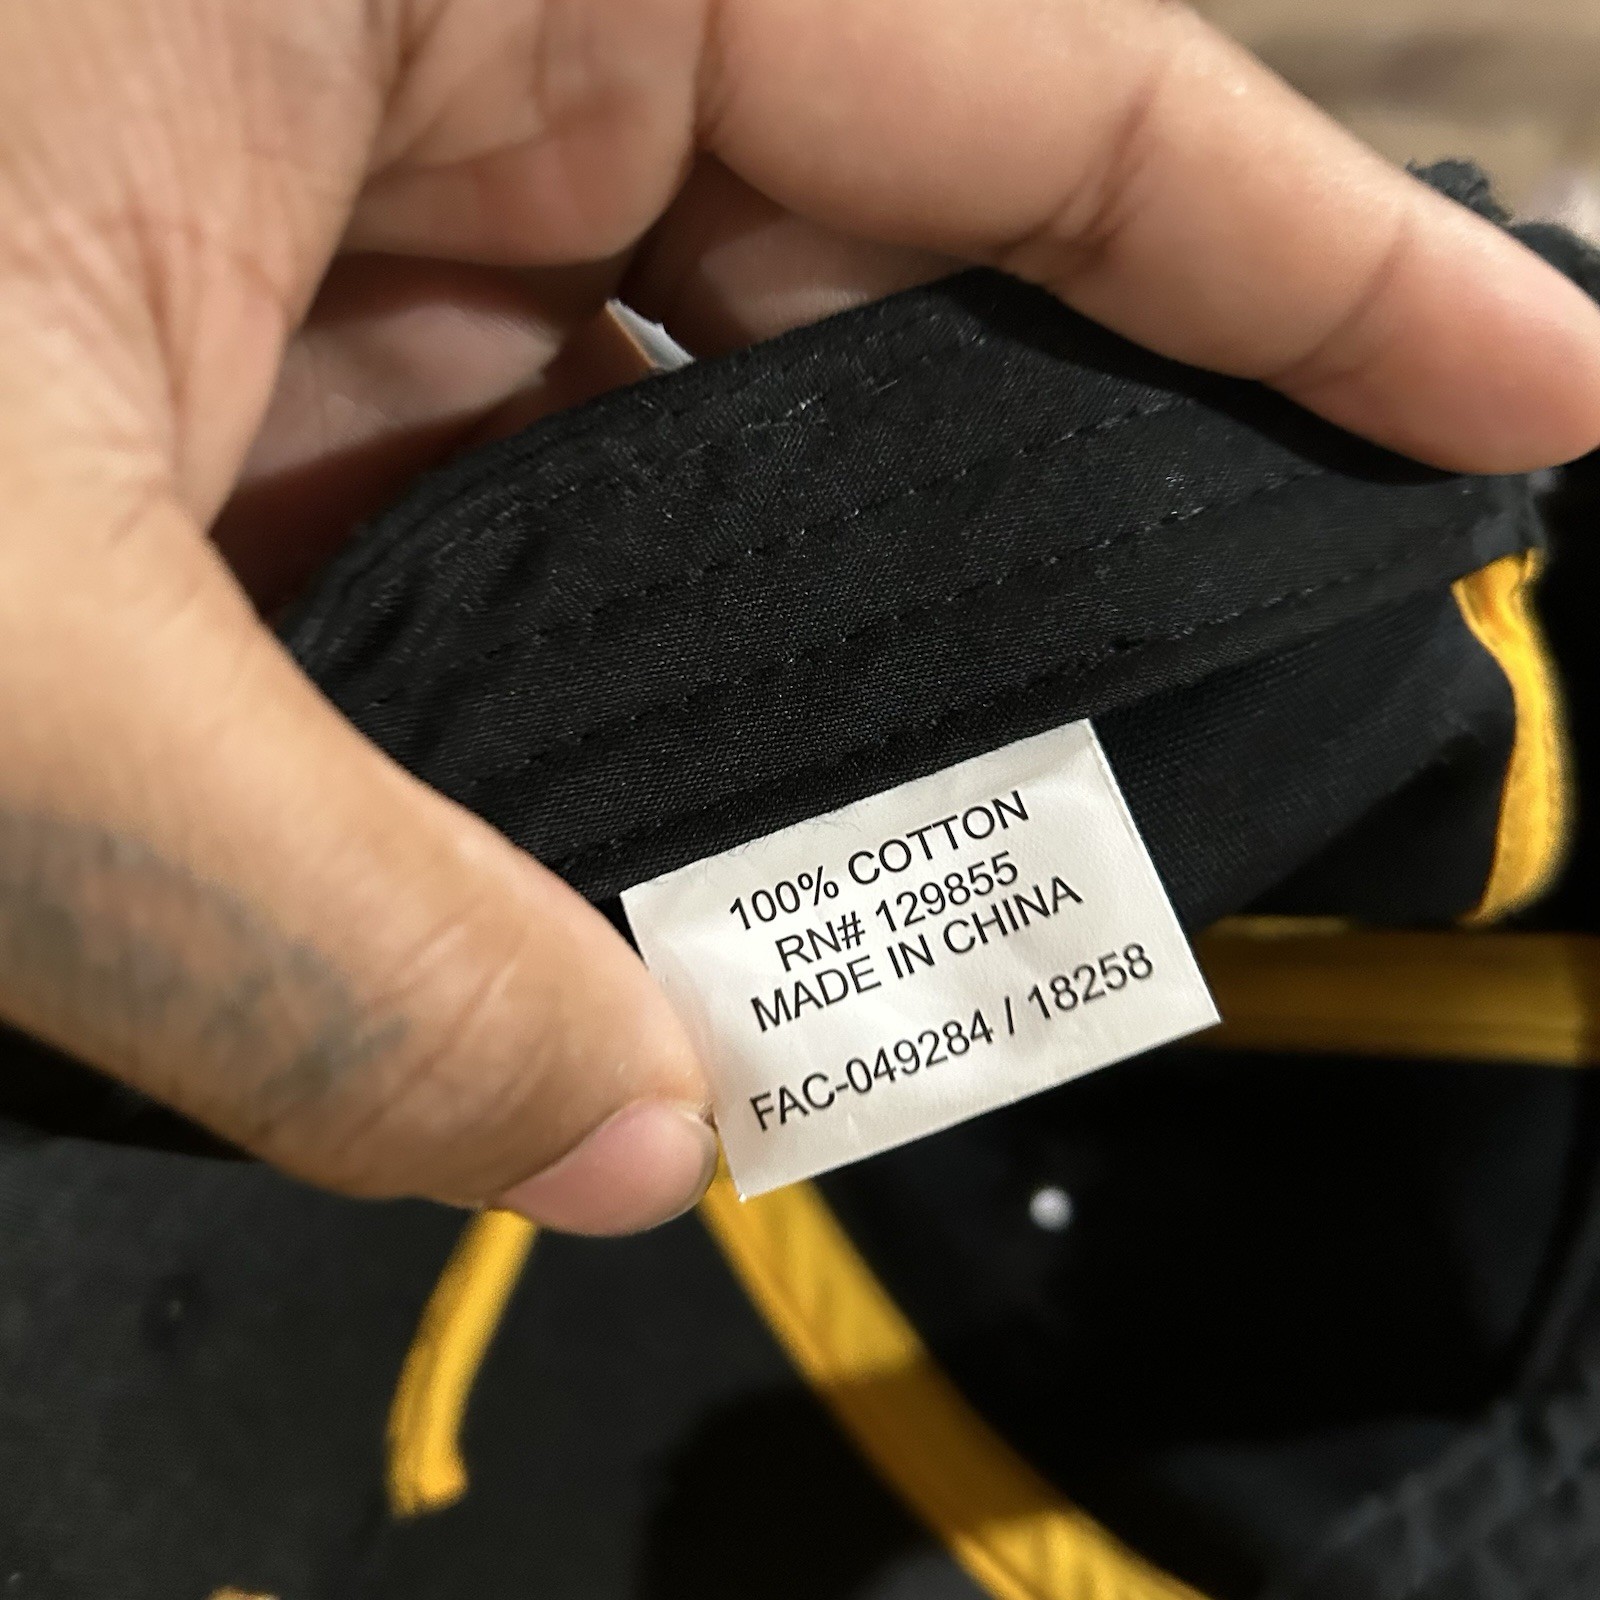 100% COTTON
RN# 129855
MADE IN CHINA
FAC-049284 / 18258